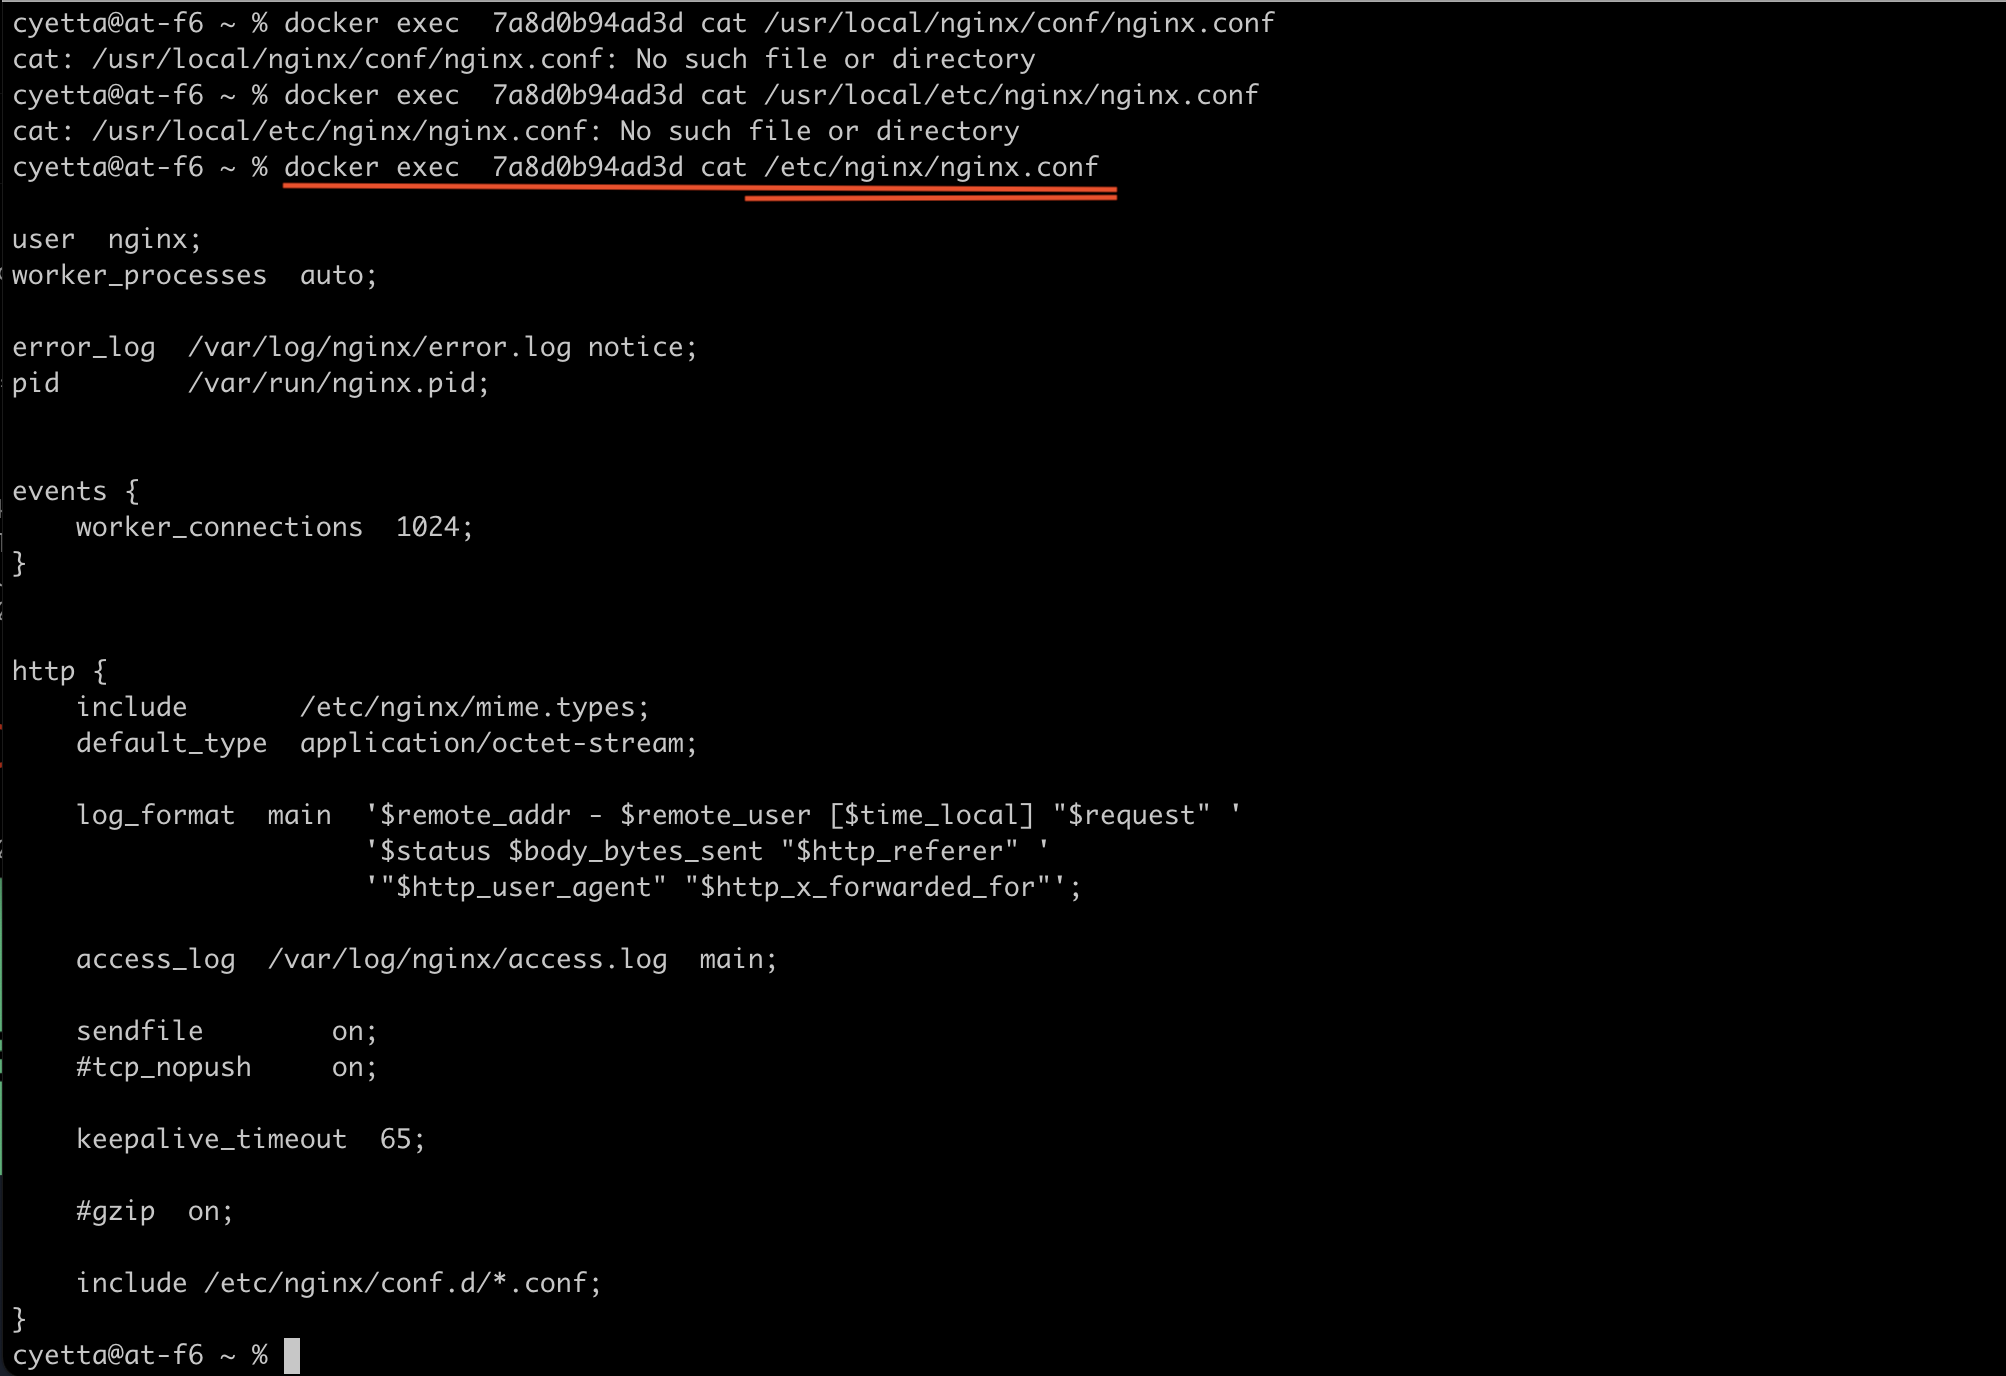 cyetta@at-f6 ~ % docker exec  7a8d0b94ad3d cat /usr/local/nginx/conf/nginx.conf
cat: /usr/local/nginx/conf/nginx.conf: No such file or directory
cyetta@at-f6 ~ % docker exec  7a8d0b94ad3d cat /usr/local/etc/nginx/nginx.conf
cat: /usr/local/etc/nginx/nginx.conf: No such file or directory
cyetta@at-f6 ~ % docker exec  7a8d0b94ad3d cat /etc/nginx/nginx.conf

user  nginx;
worker_processes  auto;

error_log  /var/log/nginx/error.log notice;
pid        /var/run/nginx.pid;


events {
    worker_connections  1024;
}


http {
    include       /etc/nginx/mime.types;
    default_type  application/octet-stream;

    log_format  main  '$remote_addr - $remote_user [$time_local] "$request" '
                      '$status $body_bytes_sent "$http_referer" '
                      '"$http_user_agent" "$http_x_forwarded_for"';

    access_log  /var/log/nginx/access.log  main;

    sendfile        on;
    #tcp_nopush     on;

    keepalive_timeout  65;

    #gzip  on;

    include /etc/nginx/conf.d/*.conf;
}
cyetta@at-f6 ~ %